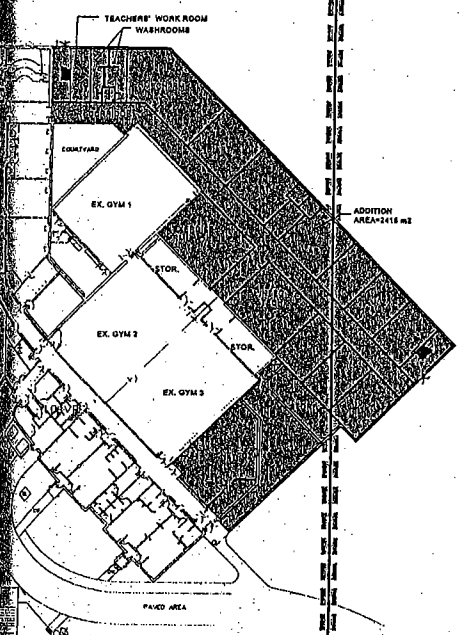 TEACHERS' WORK ROOM
WASHROOMS
COURTYARD
EX. GYM 1
ADDITION
AREA=2415 m2
STOR.
EX. GYM 2
STOR.
EX. GYM 3
PAVED AREA